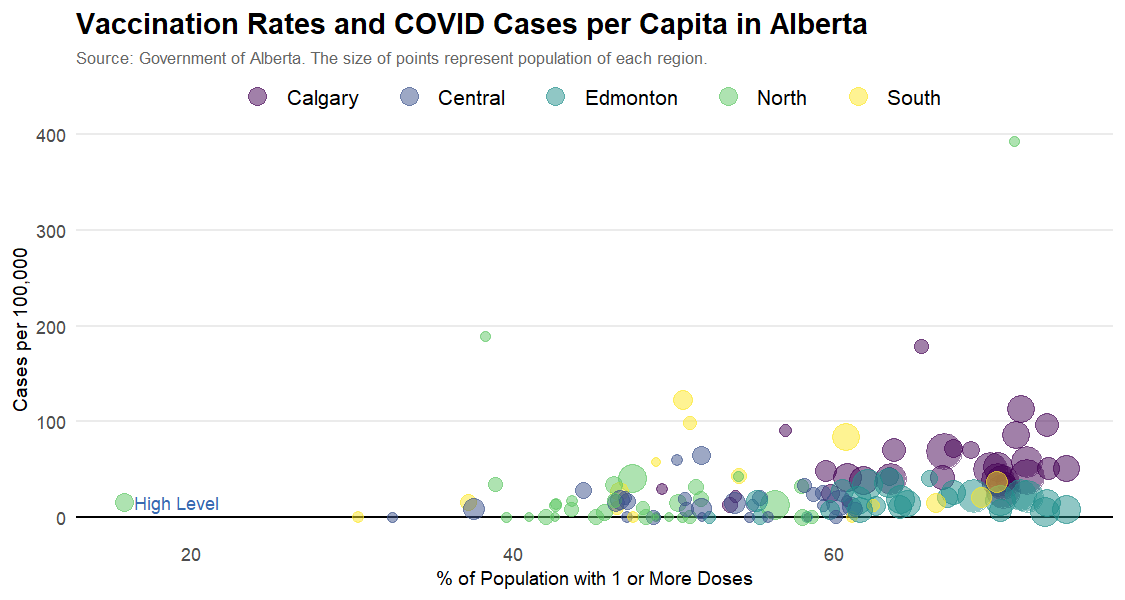 Vaccination Rates and COVID Cases per Capita in Alberta
Source: Government of Alberta. The size of points represent population of each region.
Calgary Central Edmonton North South
400
300
200
100
0
Cases per 100,000
High Level
20 40 60
% of Population with 1 or More Doses